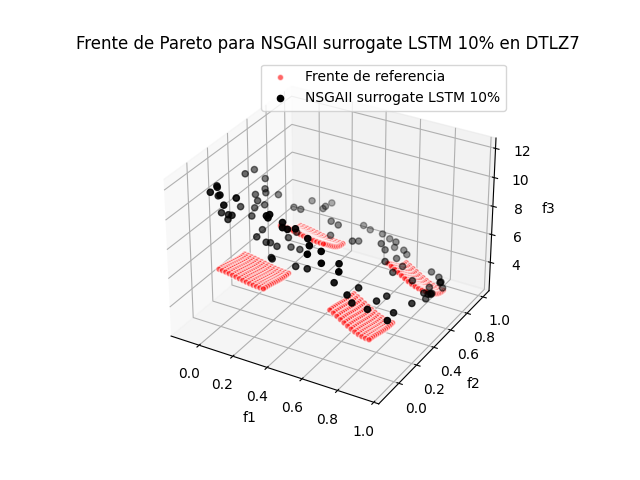 Frente de Pareto para NSGAII surrogate LSTM 10% en DTLZ7
Frente de referencia
NSGAII surrogate LSTM 10%
12
10
8
6
4
f3
1.0
0.8
0.6
0.4
0.2
0.0
f2
0.0
0.2
0.4
0.6
0.8
1.0
f1